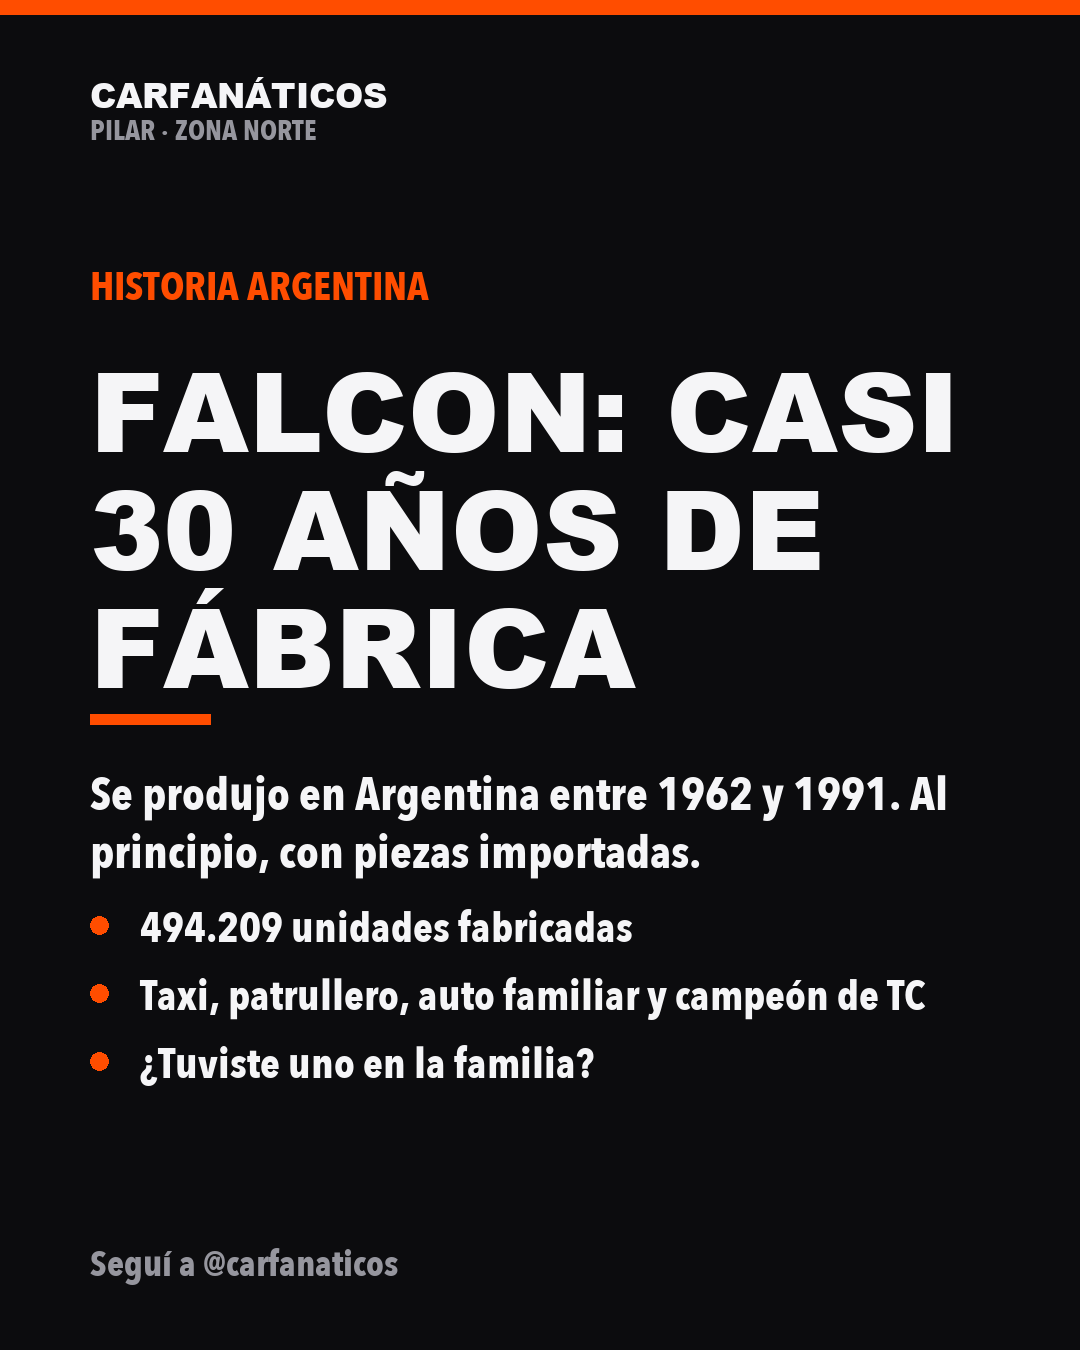 CARFANÁTICOS
PILAR · ZONA NORTE
HISTORIA ARGENTINA
FALCON: CASI
30 AÑOS DE
FÁBRICA
Se produjo en Argentina entre 1962 y 1991. Al
principio, con piezas importadas.
494.209 unidades fabricadas
Taxi, patrullero, auto familiar y campeón de TC
¿Tuviste uno en la familia?
Seguí a @carfanaticos